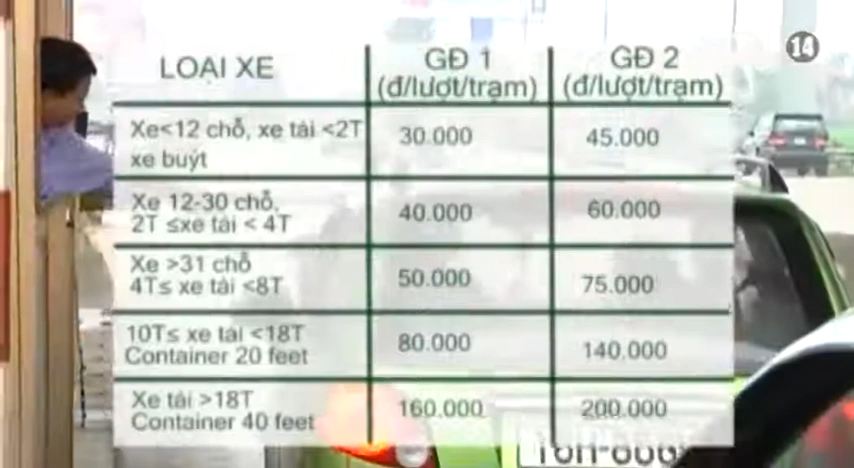 14
LOẠI XE GĐ 1 GĐ 2
(đ/lượt/trạm) (đ/lượt/trạm)
Xe<12 chỗ, xe tải <2T 30.000 45.000
xe buýt
Xe 12-30 chỗ, 40.000 60.000
2T ≤xe tải < 4T
Xe >31 chỗ 50.000 75.000
4T≤ xe tải <8T
10T≤ xe tải <18T 80.000 140.000
Container 20 feet
Xe tải >18T 160.000 200.000
Container 40 feet